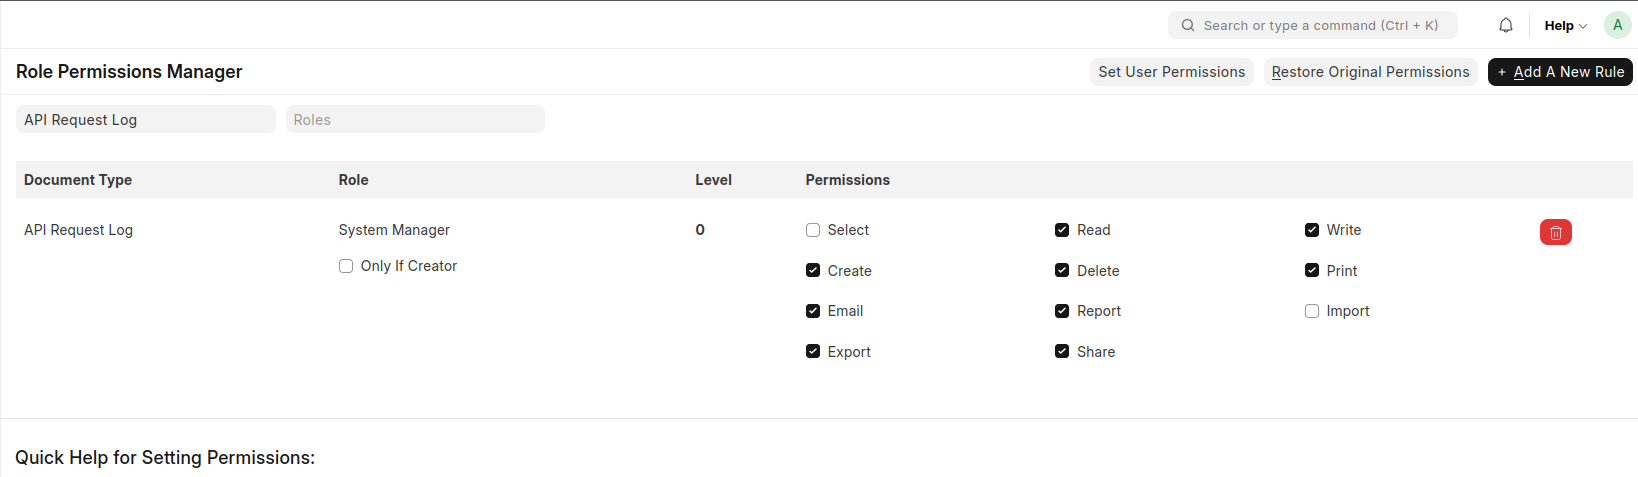 Search or type a command (Ctrl + K)
Help
A
Role Permissions Manager
Set User Permissions
Restore Original Permissions
+ Add A New Rule
API Request Log
Roles
Document Type Role Level Permissions
API Request Log System Manager 0 Select Read Write
Only If Creator
Create Delete Print
Email Report Import
Export Share
Quick Help for Setting Permissions: